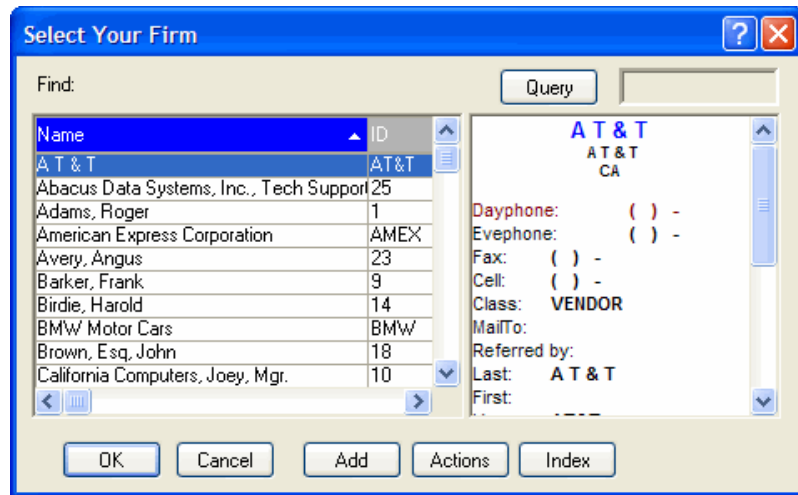 Select Your Firm
Find:
Query
Name ID
A T & T AT&T
Abacus Data Systems, Inc., Tech Support 25
Adams, Roger 1
American Express Corporation AMEX
Avery, Angus 23
Barker, Frank 9
Birdie, Harold 14
BMW Motor Cars BMW
Brown, Esq, John 18
California Computers, Joey, Mgr. 10
A T & T
A T & T
CA
Dayphone: ( ) -
Evephone: ( ) -
Fax: ( ) -
Cell: ( ) -
Class: VENDOR
MailTo:
Referred by:
Last: A T & T
First:
OK Cancel Add Actions Index